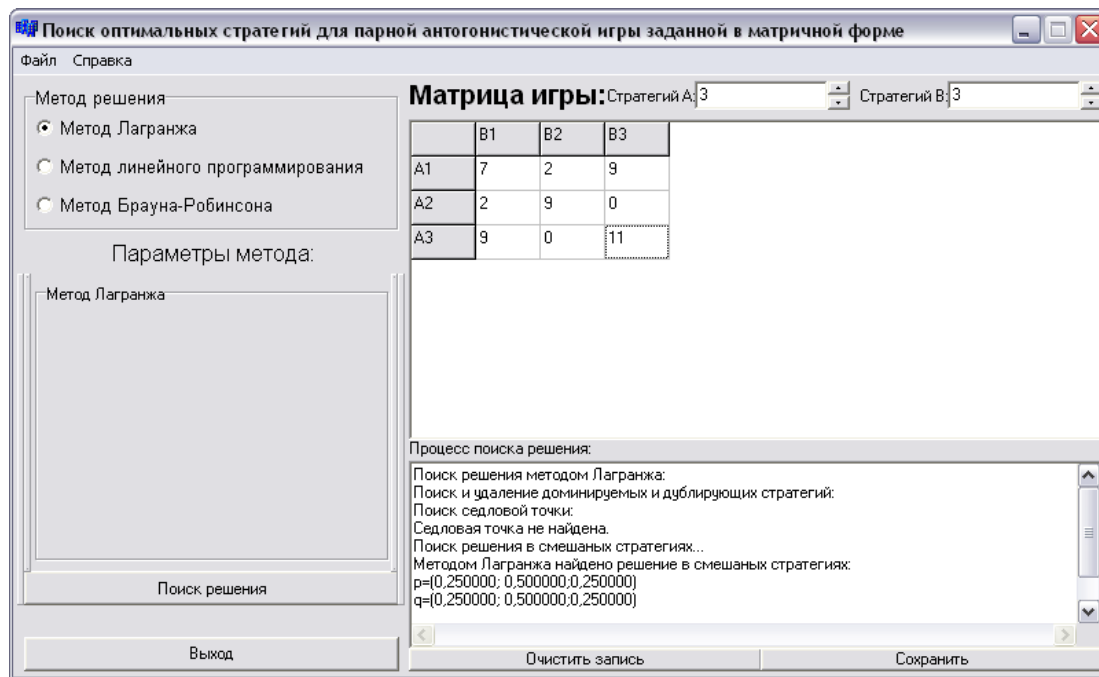 Поиск оптимальных стратегий для парной антогонистической игры заданной в матричной форме
Файл Справка
Метод решения
Метод Лагранжа
Метод линейного программирования
Метод Брауна-Робинсона
Параметры метода:
Метод Лагранжа
Поиск решения
Выход
Матрица игры: Стратегий A: 3 Стратегий B: 3
B1 B2 B3
A1 7 2 9
A2 2 9 0
A3 9 0 11
Процесс поиска решения:
Поиск решения методом Лагранжа:
Поиск и удаление доминируемых и дублирующих стратегий:
Поиск седловой точки:
Седловая точка не найдена.
Поиск решения в смешаных стратегиях...
Методом Лагранжа найдено решение в смешаных стратегиях:
p=(0,250000; 0,500000;0,250000)
q=(0,250000; 0,500000;0,250000)
Очистить запись Сохранить